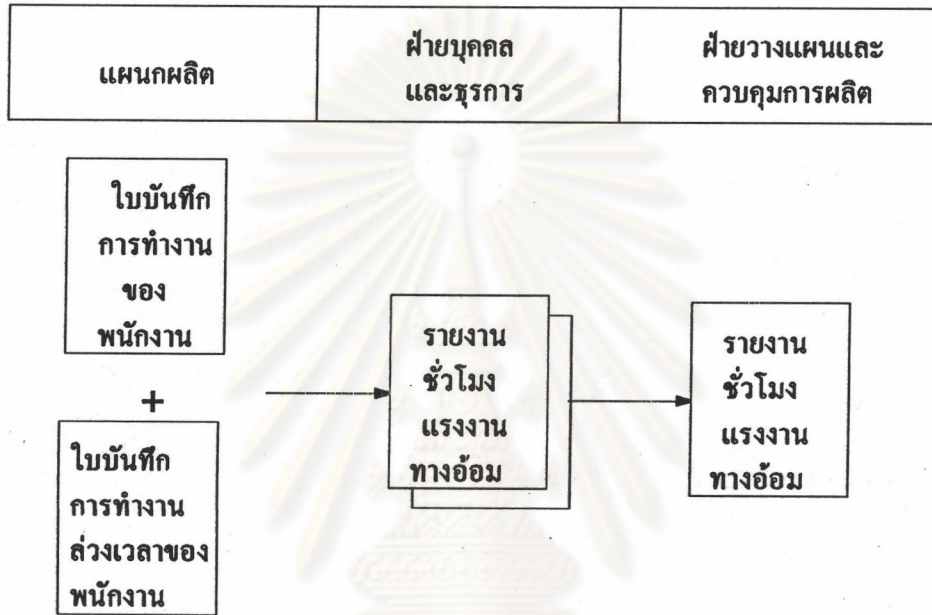 แผนกผลิต
ฝ่ายบุคคล
และธุรการ
ฝ่ายวางแผนและ
ควบคุมการผลิต
ใบบันทึก
การทำงาน
ของ
พนักงาน
+
ใบบันทึก
การทำงาน
ล่วงเวลาของ
พนักงาน
รายงาน
ชั่วโมง
แรงงาน
ทางอ้อม
รายงาน
ชั่วโมง
แรงงาน
ทางอ้อม